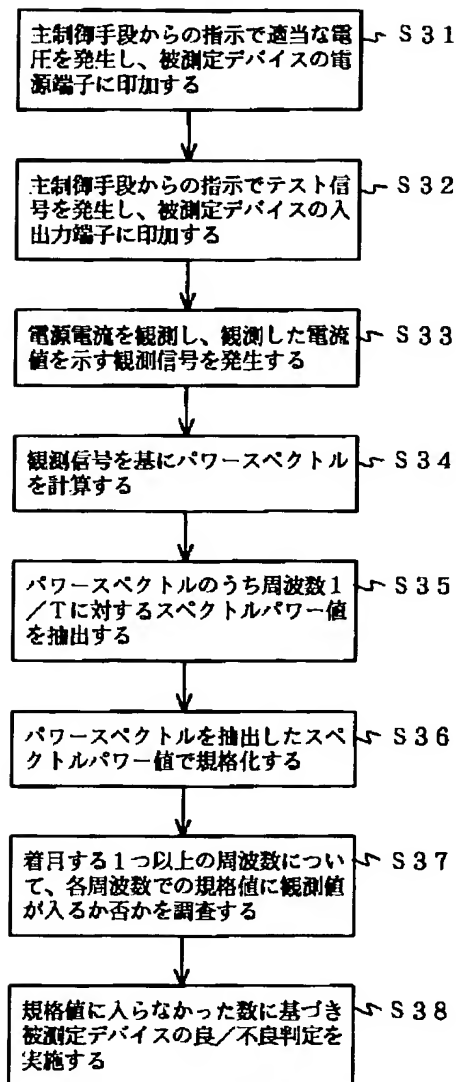 主制御手段からの指示で適当な電 S31
圧を発生し、被測定デバイスの電
源端子に印加する
主制御手段からの指示でテスト信 S32
号を発生し、被測定デバイスの入
出力端子に印加する
電源電流を観測し、観測した電流 S33
値を示す観測信号を発生する
観測信号を基にパワースペクトル S34
を計算する
パワースペクトルのうち周波数1 S35
/Tに対するスペクトルパワー値
を抽出する
パワースペクトルを抽出したスペ S36
クトルパワー値で規格化する
着目する1つ以上の周波数につい S37
て、各周波数での規格値に観測値
が入るか否かを調査する
規格値に入らなかった数に基づき S38
被測定デバイスの良/不良判定を
実施する